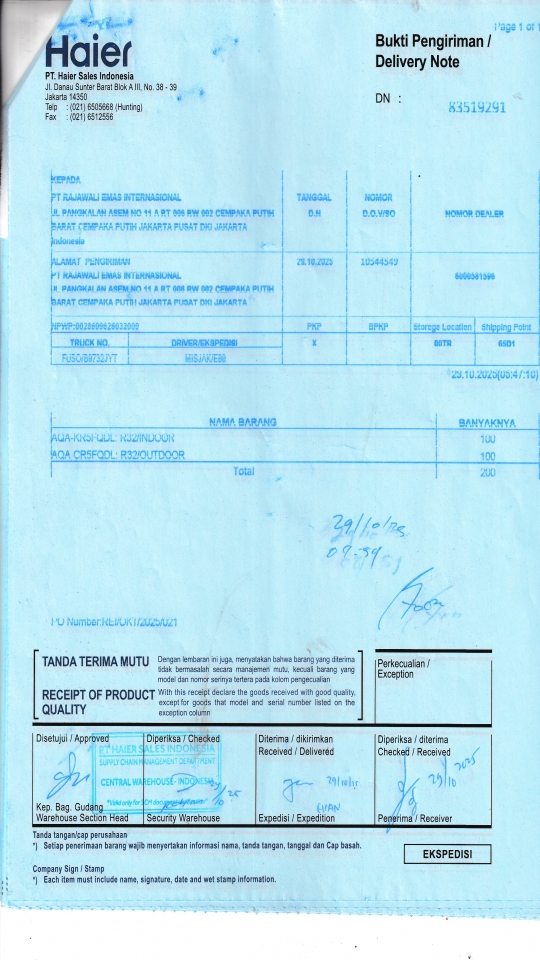 Page 1 of 1
Haier
Bukti Pengiriman /
Delivery Note
PT. Haier Sales Indonesia
Jl. Danau Sunter Barat Blok A III, No. 38 - 39
Jakarta 14350
Telp : (021) 6505668 (Hunting)
Fax : (021) 6512556
DN : 83519291
KEPADA
PT RAJAWALI EMAS INTERNASIONAL
JL PANGKALAN ASEM NO 11 A RT 006 RW 002 CEMPAKA PUTIH
BARAT CEMPAKA PUTIH JAKARTA PUSAT DKI JAKARTA
Indonesia
TANGGAL D.N
NOMOR D.O./SO
NOMOR DEALER
ALAMAT PENGIRIMAN
PT RAJAWALI EMAS INTERNASIONAL
JL PANGKALAN ASEM NO 11 A RT 006 RW 002 CEMPAKA PUTIH
BARAT CEMPAKA PUTIH JAKARTA PUSAT DKI JAKARTA
29.10.2025 10544549
NPWP: PKP SPKP Storage Location Shipping Point
TRUCK NO. DRIVER/EKSPEDISI X 65D1
FUSO/B9732JYT
29.10.2025(05:47:10)
NAMA BARANG BANYAKNYA
AQA-KR5FQDL: R32/INDOOR 100
AQA CR5FQDL: R32/OUTDOOR 100
Total 200
29/10/25
PO Number:REI/OKT/2025/021
TANDA TERIMA MUTU
Dengan lembaran ini juga, menyatakan bahwa barang yang diterima
tidak bermasalah secara manajemeri mutu, kecuali barang yang
model dan nomor serinya tertera pada kolom pengecualian
RECEIPT OF PRODUCT QUALITY
With this receipt declare the goods received with good quality,
except for goods that model and serial number listed on the
exception column
Perkecualian /
Exception
Disetujui / Approved
Diperiksa / Checked
Diterima / dikirimkan
Received / Delivered
Diperiksa / diterima
Checked / Received
PT HAIER SALES INDONESIA
SUPPLY CHAIN MANAGEMENT DEPARTMENT
CENTRAL WAREHOUSE- INDONESIA
29/10/25
29/10 2025
Kep. Bag. Gudang
Warehouse Section Head
Security Warehouse
Expedisi / Expedition
Penerima / Receiver
Tanda tangan/cap perusahaan
*) Setiap penerimaan barang wajib menyertakan informasi nama, tanda tangan, tanggal dan Cap basah.
EKSPEDISI
Company Sign / Stamp
*) Each item must include name, signature, date and wet stamp information.